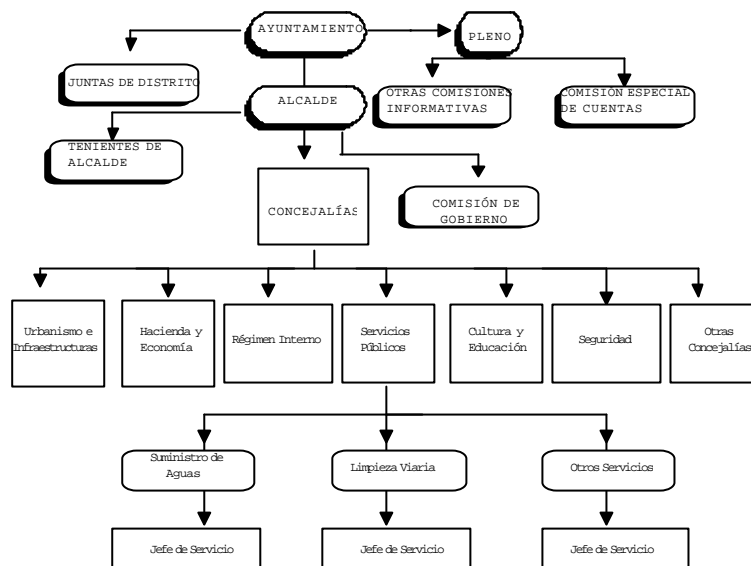 AYUNTAMIENTO
PLENO
JUNTAS DE DISTRITO
OTRAS COMISIONES
INFORMATIVAS
COMISIÓN ESPECIAL
DE CUENTAS
ALCALDE
TENIENTES DE
ALCALDE
COMISIÓN DE
GOBIERNO
CONCEJALÍAS
Urbanismo e
Infraestructuras
Hacienda y
Economía
Régimen Interno
Servicios
Públicos
Cultura y
Educación
Seguridad
Otras
Concejalías
Suministro de
Aguas
Limpieza Viaria
Otros Servicios
Jefe de Servicio
Jefe de Servicio
Jefe de Servicio